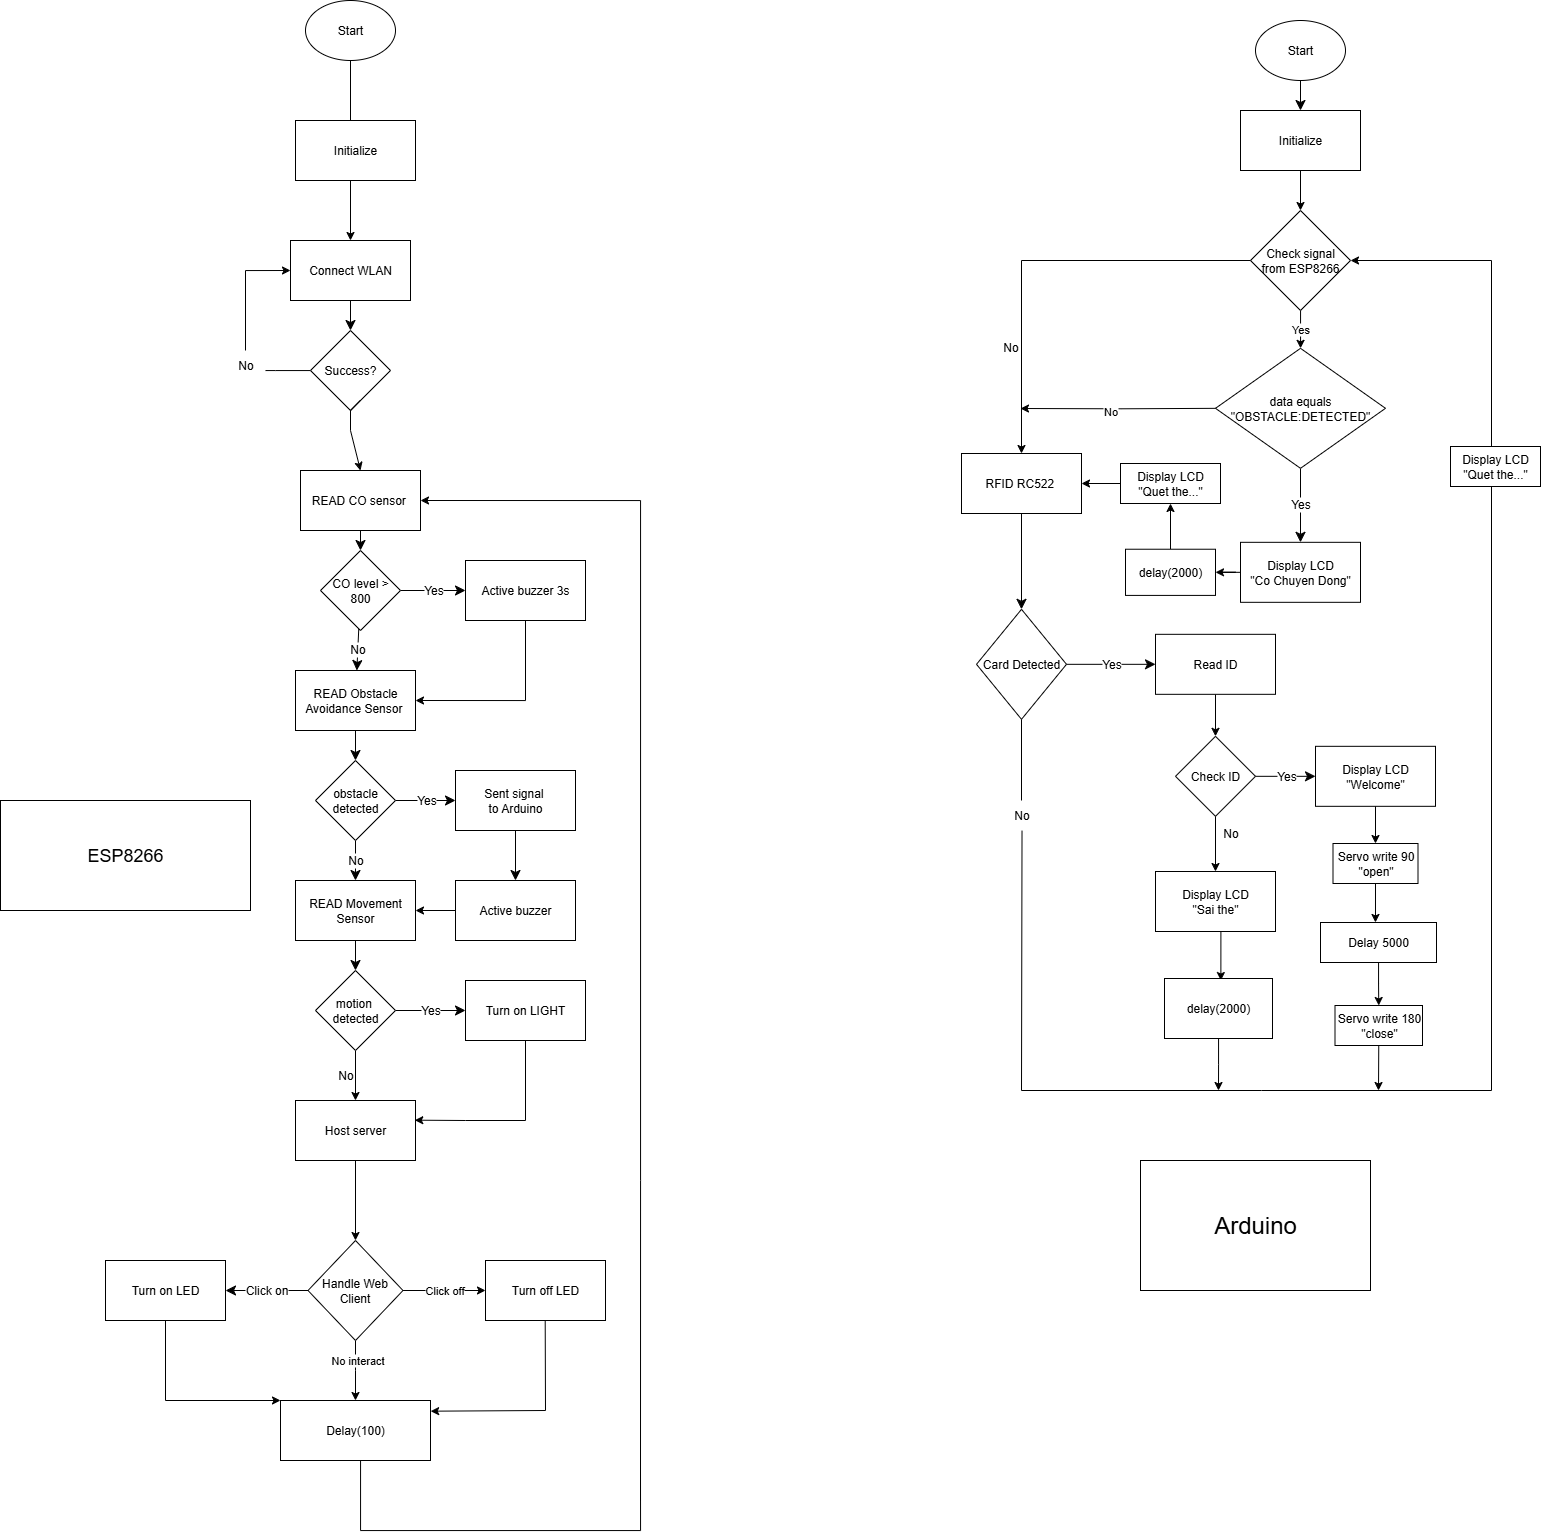 Start
Initialize
Connect WLAN
No
Success?
READ CO sensor
CO level >
800
Yes
Active buzzer 3s
No
READ Obstacle
Avoidance Sensor
obstacle
detected
Yes
Sent signal
to Arduino
No
READ Movement
Sensor
Active buzzer
motion
detected
Yes
Turn on LIGHT
No
Host server
Turn on LED
Click on
Handle Web
Client
Click off
Turn off LED
No interact
Delay(100)
ESP8266
Start
Initialize
Check signal
from ESP8266
Yes
No
data equals
"OBSTACLE:DETECTED"
No
Yes
Display LCD
"Co Chuyen Dong"
delay(2000)
Display LCD
"Quet the..."
RFID RC522
Display LCD
"Quet the..."
Card Detected
Yes
Read ID
Check ID
Yes
Display LCD
"Welcome"
No
No
Servo write 90
"open"
Display LCD
"Sai the"
Delay 5000
delay(2000)
Servo write 180
"close"
Arduino